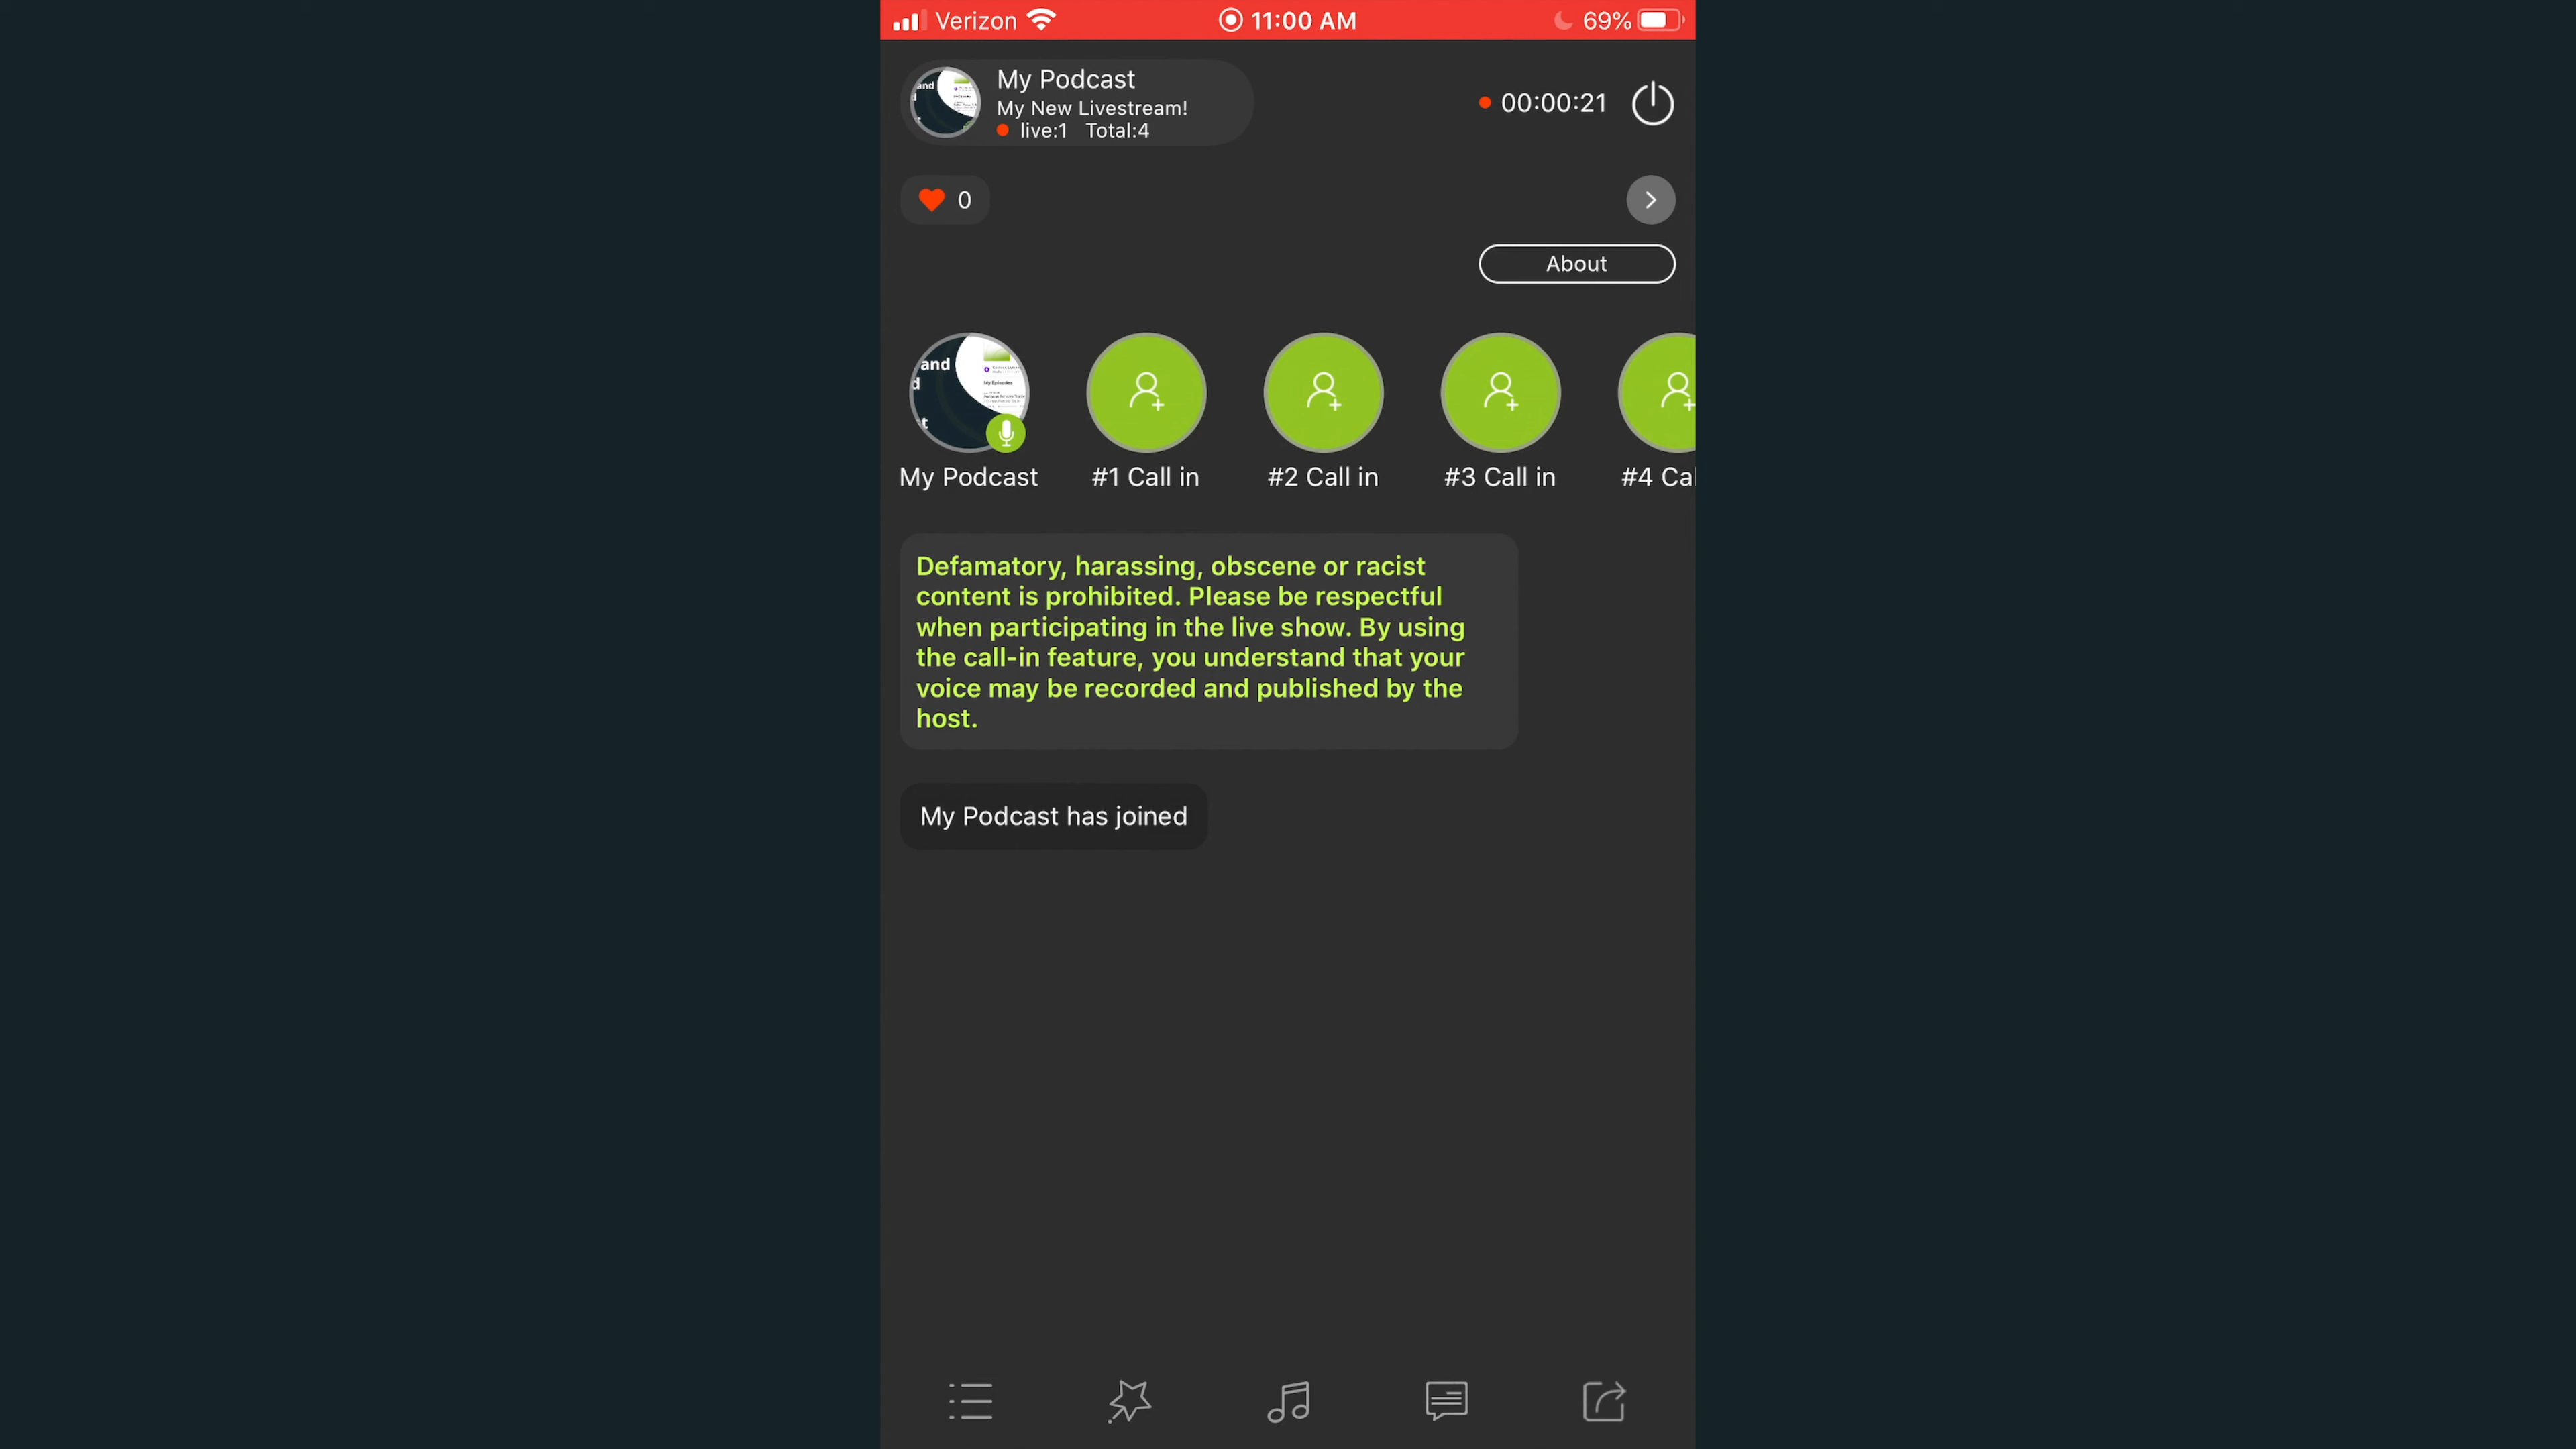 Verizon 11:00 AM 69%
My Podcast
My New Livestream!
live:1 Total:4
00:00:21
0
About
and
d
t
My Episodes
My Podcast
#1 Call in
#2 Call in
#3 Call in
#4 Cal
Defamatory, harassing, obscene or racist
content is prohibited. Please be respectful
when participating in the live show. By using
the call-in feature, you understand that your
voice may be recorded and published by the
host.
My Podcast has joined